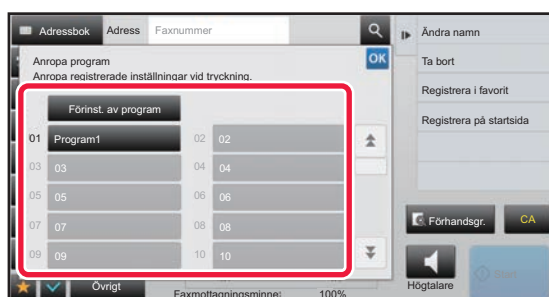 Adressbok Adress Faxnummer
Ändra namn
Anropa program
OK
Anropa registrerade inställningar vid tryckning.
Ta bort
Registrera i favorit
Förinst. av program
Registrera på startsida
01 Program1 02 02
03 03 04 04
05 05 06 06
07 07 08 08
Förhandsgr. CA
09 09 10 10
Högtalare
Start
Övrigt
Faxmottagningsminne: 100%